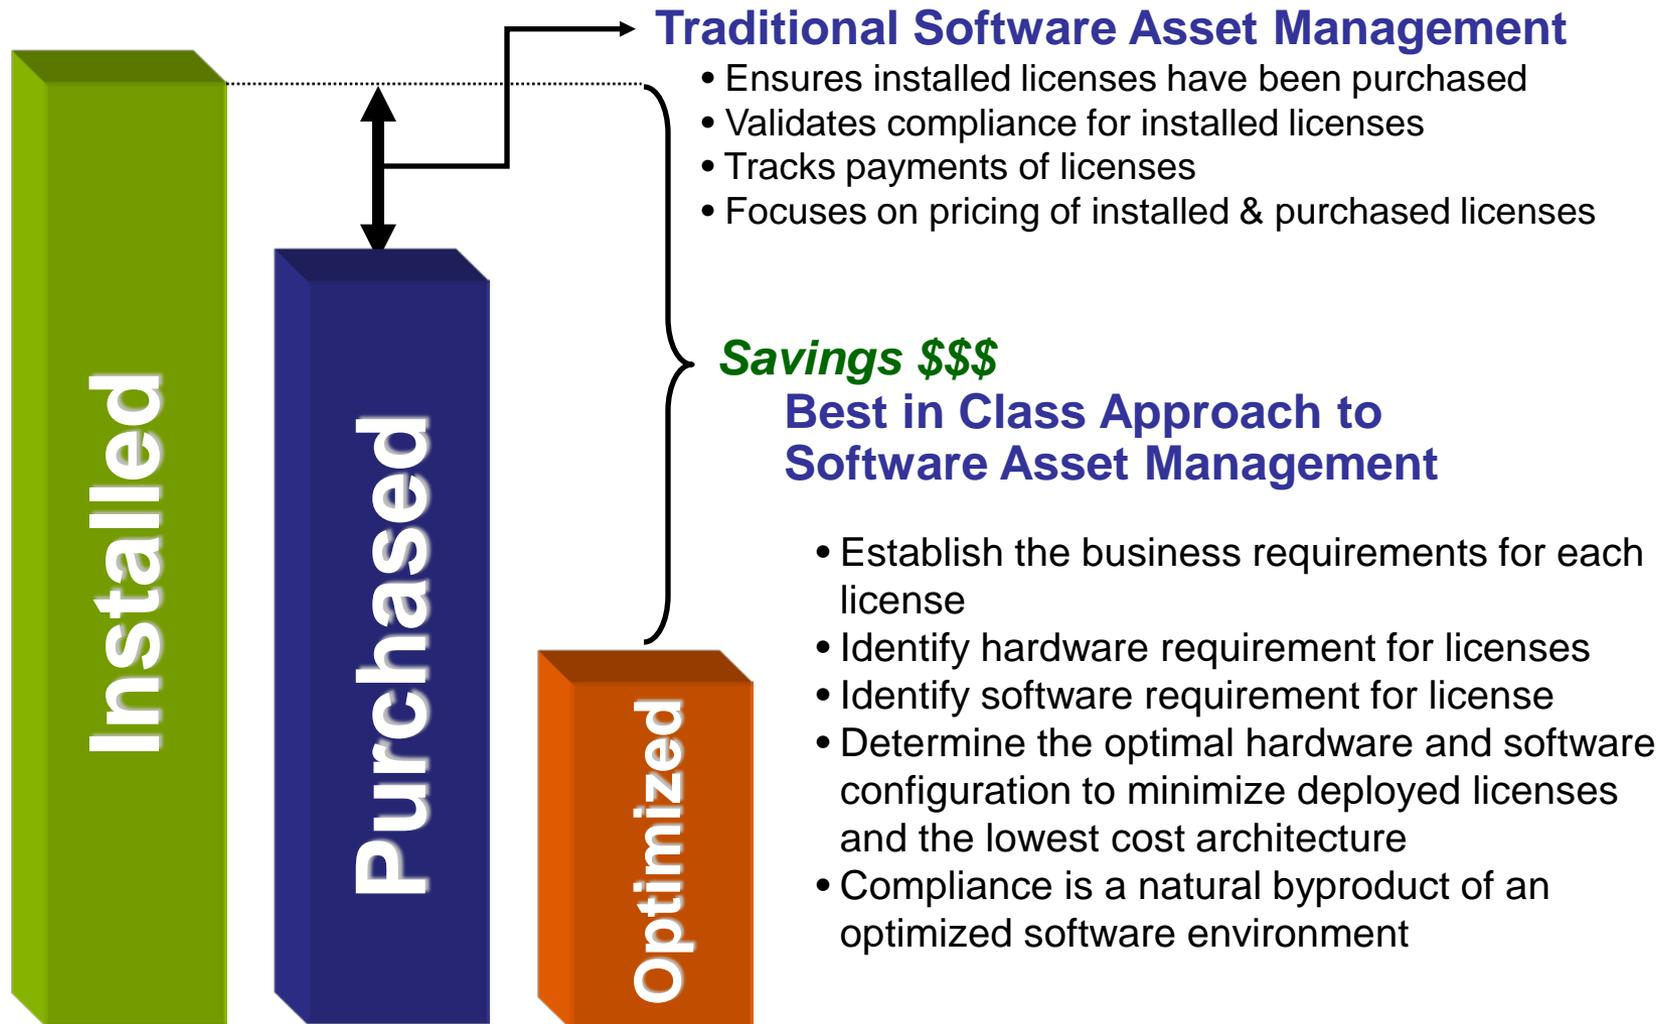 Traditional Software Asset Management
• Ensures installed licenses have been purchased
• Validates compliance for installed licenses
• Tracks payments of licenses
• Focuses on pricing of installed & purchased licenses
Installed
Purchased
Optimized
Savings $$$
Best in Class Approach to
Software Asset Management
• Establish the business requirements for each
license
• Identify hardware requirement for licenses
• Identify software requirement for license
• Determine the optimal hardware and software
configuration to minimize deployed licenses
and the lowest cost architecture
• Compliance is a natural byproduct of an
optimized software environment